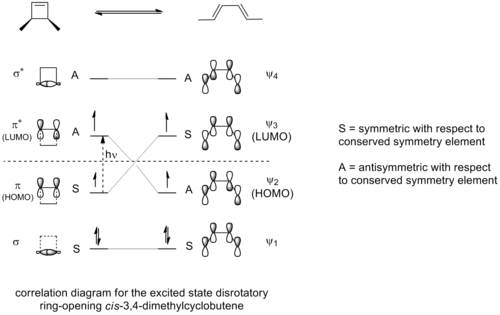 σ* A A ψ4
π* (LUMO) A S ψ3 (LUMO)
hν
π (HOMO) S A ψ2 (HOMO)
σ S S ψ1
S = symmetric with respect to
conserved symmetry element
A = antisymmetric with respect
to conserved symmetry element
correlation diagram for the excited state disrotatory
ring-opening cis-3,4-dimethylcyclobutene